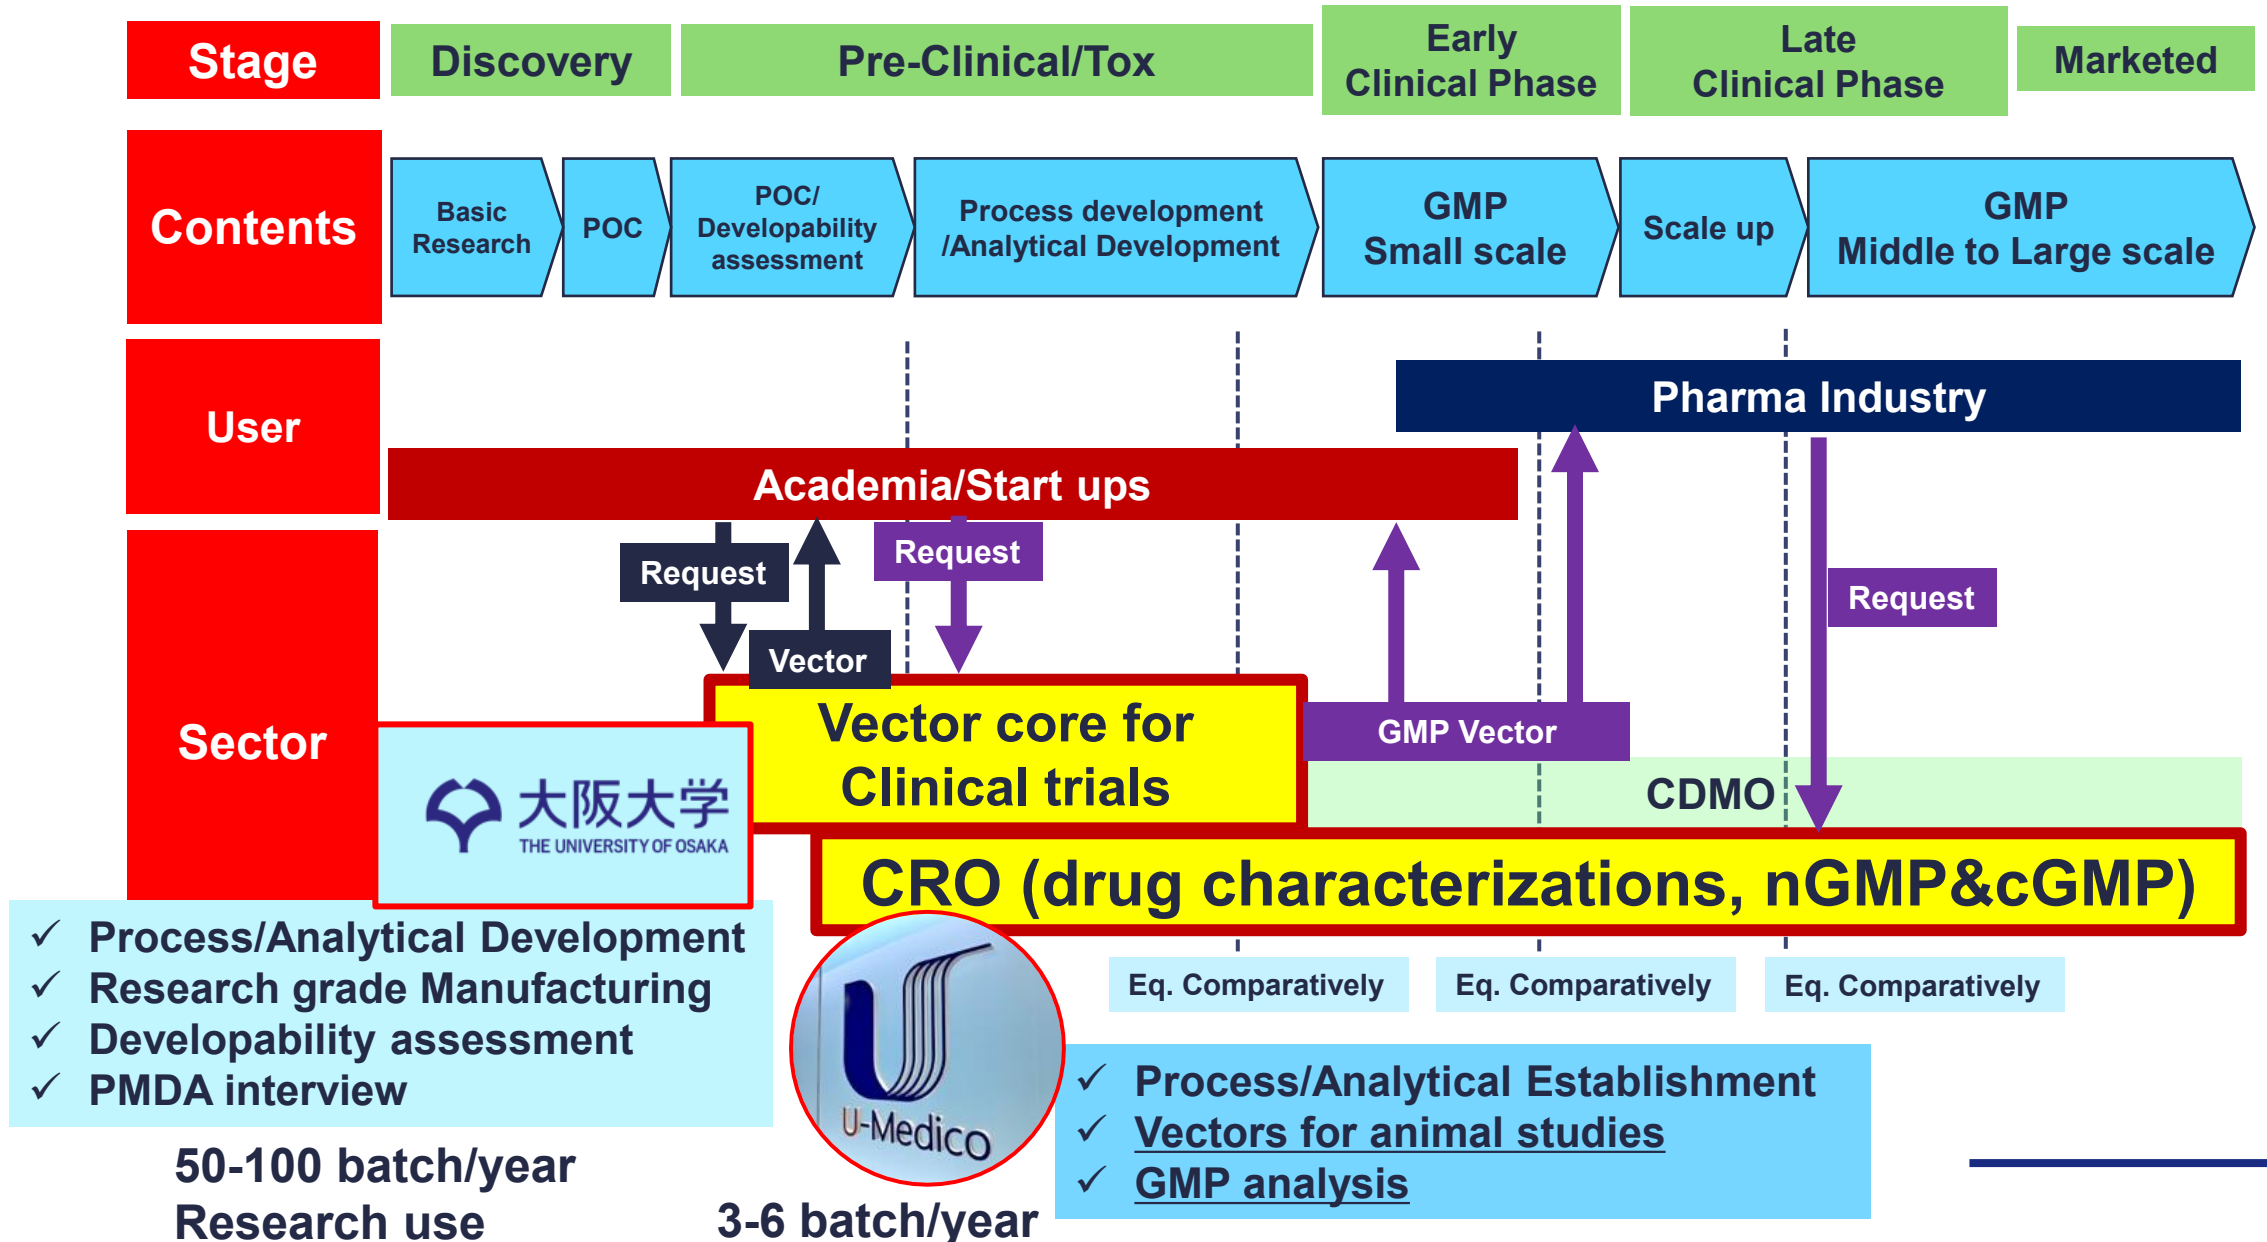 Stage
Discovery
Pre-Clinical/Tox
Early
Clinical Phase
Late
Clinical Phase
Marketed
Contents
Basic
Research
POC
POC/
Developability
assessment
Process development
/Analytical Development
GMP
Small scale
Scale up
GMP
Middle to Large scale
User
Pharma Industry
Academia/Start ups
Request
Vector
Request
Request
Sector
大阪大学
THE UNIVERSITY OF OSAKA
Vector core for
Clinical trials
GMP Vector
CDMO
CRO (drug characterizations, nGMP&cGMP)
✓ Process/Analytical Development
✓ Research grade Manufacturing
✓ Developability assessment
✓ PMDA interview
U-Medico
Eq. Comparatively
Eq. Comparatively
Eq. Comparatively
✓ Process/Analytical Establishment
✓ Vectors for animal studies
✓ GMP analysis
50-100 batch/year
Research use
3-6 batch/year